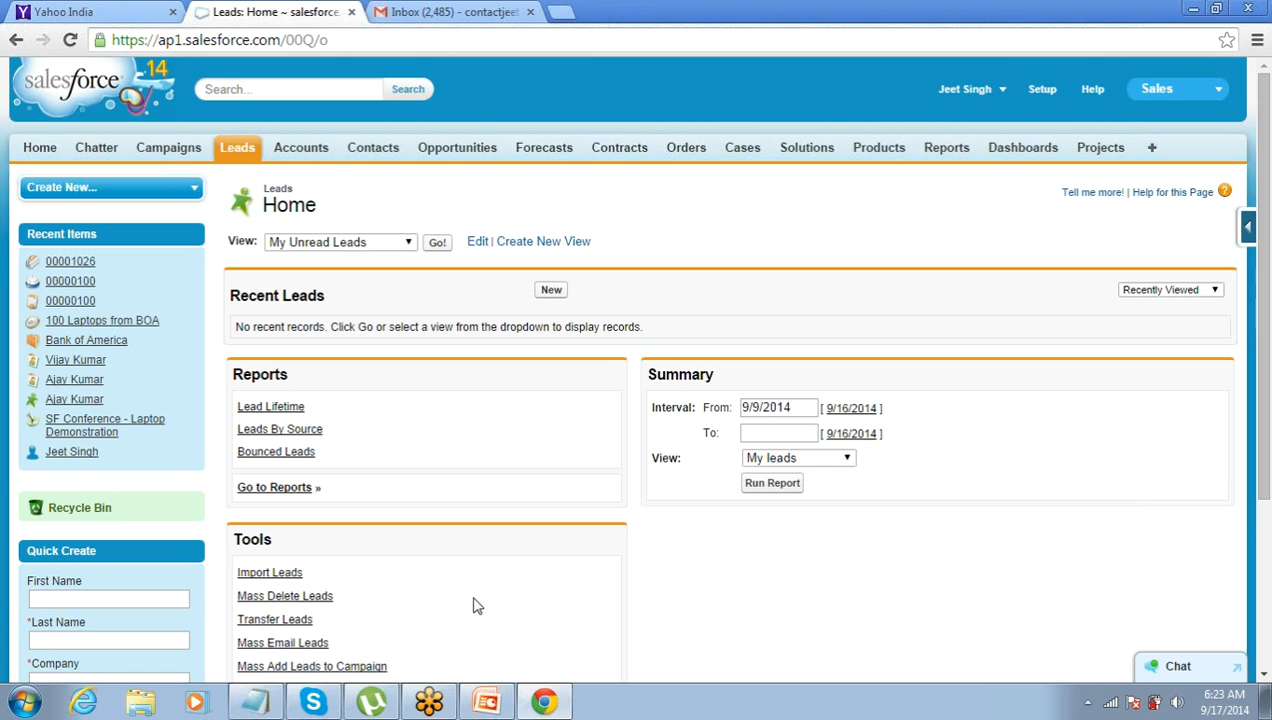 Yahoo India
Leads: Home ~ salesforce.
Inbox (2,485) - contactjeet
https://ap1.salesforce.com/00Q/o
salesforce
14
Search...
Search
Jeet Singh
Setup
Help
Sales
Home
Chatter
Campaigns
Leads
Accounts
Contacts
Opportunities
Forecasts
Contracts
Orders
Cases
Solutions
Products
Reports
Dashboards
Projects
+
Create New...
Leads
Home
Tell me more! | Help for this Page
View:
My Unread Leads
Go!
Edit | Create New View
Recent Items
00001026
00000100
00000100
100 Laptops from BOA
Bank of America
Vijay Kumar
Ajay Kumar
Ajay Kumar
SF Conference - Laptop
Demonstration
Jeet Singh
Recycle Bin
Quick Create
First Name
*Last Name
*Company
Recent Leads
New
Recently Viewed
No recent records. Click Go or select a view from the dropdown to display records.
Reports
Lead Lifetime
Leads By Source
Bounced Leads
Go to Reports »
Summary
Interval: From: 9/9/2014 [ 9/16/2014 ]
To: [ 9/16/2014 ]
View: My leads
Run Report
Tools
Import Leads
Mass Delete Leads
Transfer Leads
Mass Email Leads
Mass Add Leads to Campaign
Chat
6:23 AM
9/17/2014